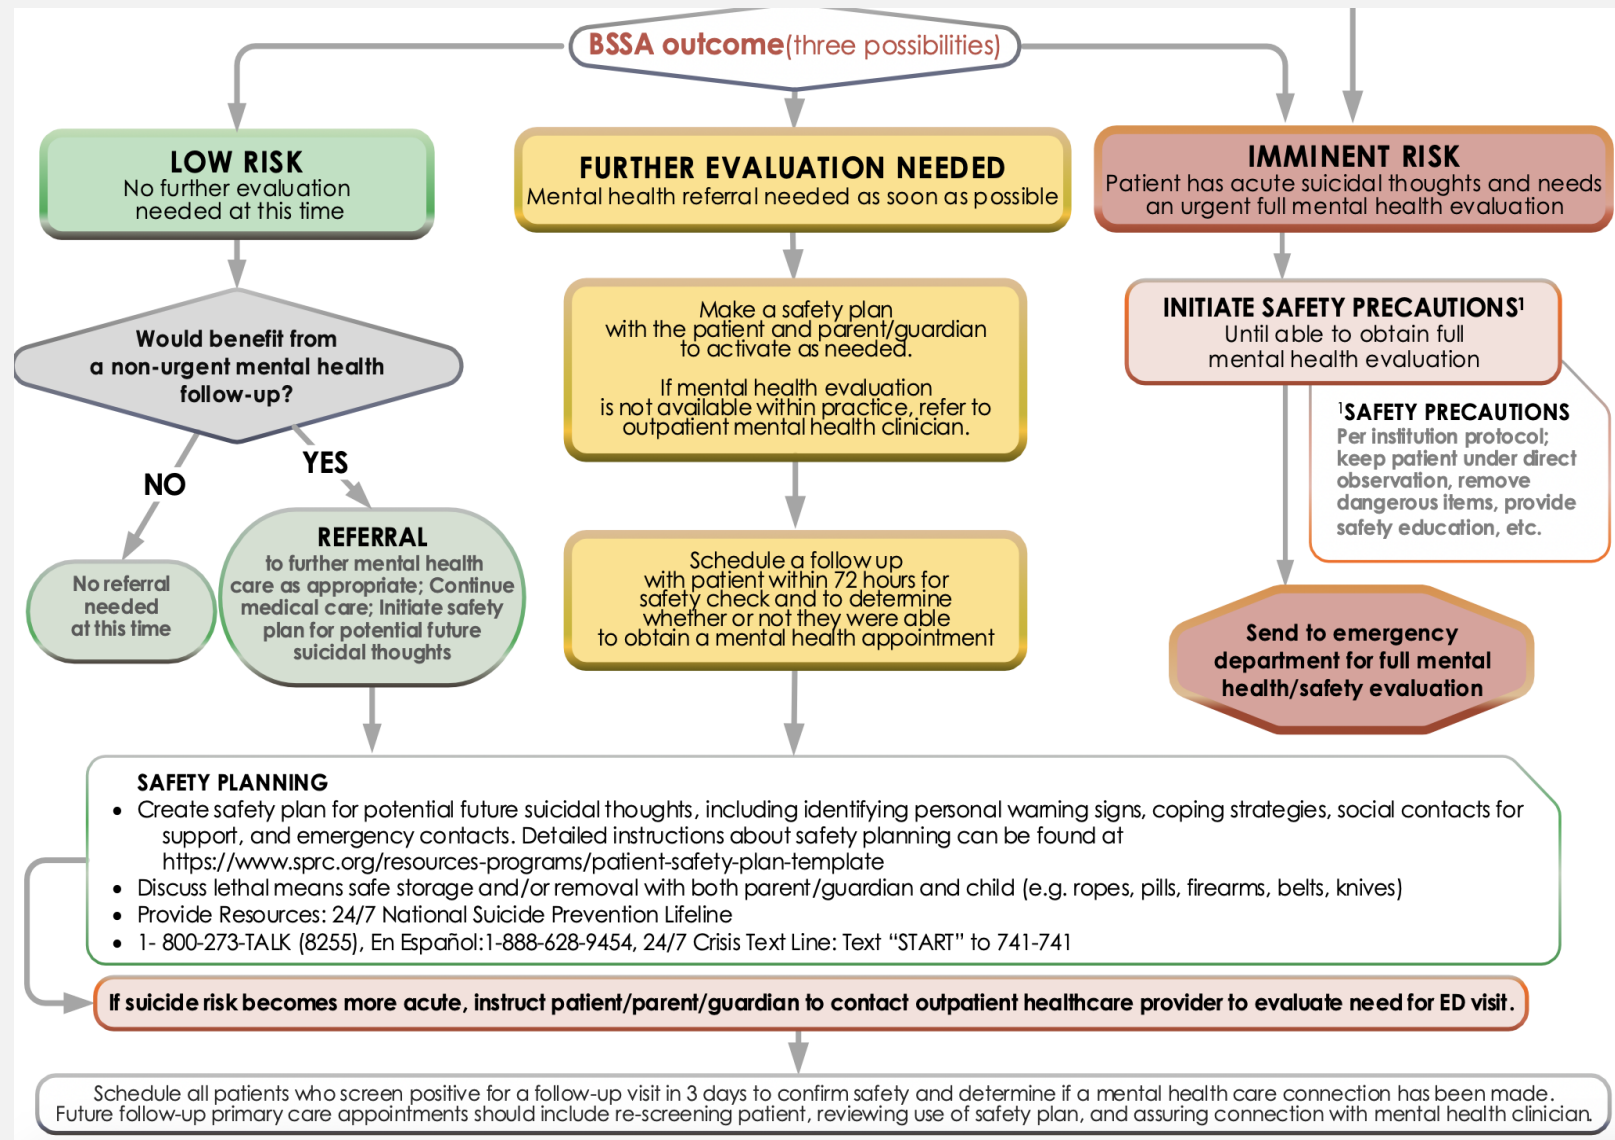 BSSA outcome(three possibilities)
LOW RISK
No further evaluation
needed at this time
Would benefit from
a non-urgent mental health
follow-up?
NO
YES
No referral
needed
at this time
REFERRAL
to further mental health
care as appropriate; Continue
medical care; Initiate safety
plan for potential future
suicidal thoughts
FURTHER EVALUATION NEEDED
Mental health referral needed as soon as possible
Make a safety plan
with the patient and parent/guardian
to activate as needed.
If mental health evaluation
is not available within practice, refer to
outpatient mental health clinician.
Schedule a follow up
with patient within 72 hours for
safety check and to determine
whether or not they were able
to obtain a mental health appointment
IMMINENT RISK
Patient has acute suicidal thoughts and needs
an urgent full mental health evaluation
INITIATE SAFETY PRECAUTIONS¹
Until able to obtain full
mental health evaluation
¹SAFETY PRECAUTIONS
Per institution protocol;
keep patient under direct
observation, remove
dangerous items, provide
safety education, etc.
Send to emergency
department for full mental
health/safety evaluation
SAFETY PLANNING
• Create safety plan for potential future suicidal thoughts, including identifying personal warning signs, coping strategies, social contacts for
support, and emergency contacts. Detailed instructions about safety planning can be found at
https://www.sprc.org/resources-programs/patient-safety-plan-template
• Discuss lethal means safe storage and/or removal with both parent/guardian and child (e.g. ropes, pills, firearms, belts, knives)
• Provide Resources: 24/7 National Suicide Prevention Lifeline
• 1- 800-273-TALK (8255), En Español:1-888-628-9454, 24/7 Crisis Text Line: Text “START” to 741-741
If suicide risk becomes more acute, instruct patient/parent/guardian to contact outpatient healthcare provider to evaluate need for ED visit.
Schedule all patients who screen positive for a follow-up visit in 3 days to confirm safety and determine if a mental health care connection has been made.
Future follow-up primary care appointments should include re-screening patient, reviewing use of safety plan, and assuring connection with mental health clinician.